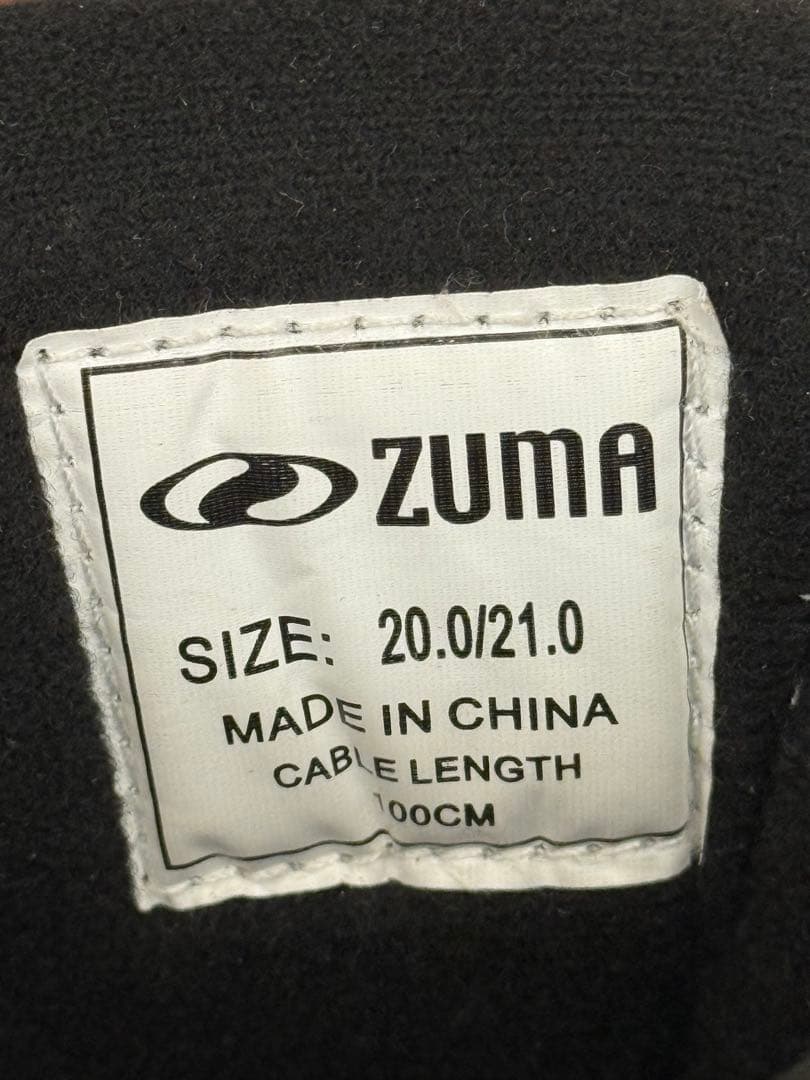 ZUMA
SIZE: 20.0/21.0
MADE IN CHINA
CABLE LENGTH
100CM